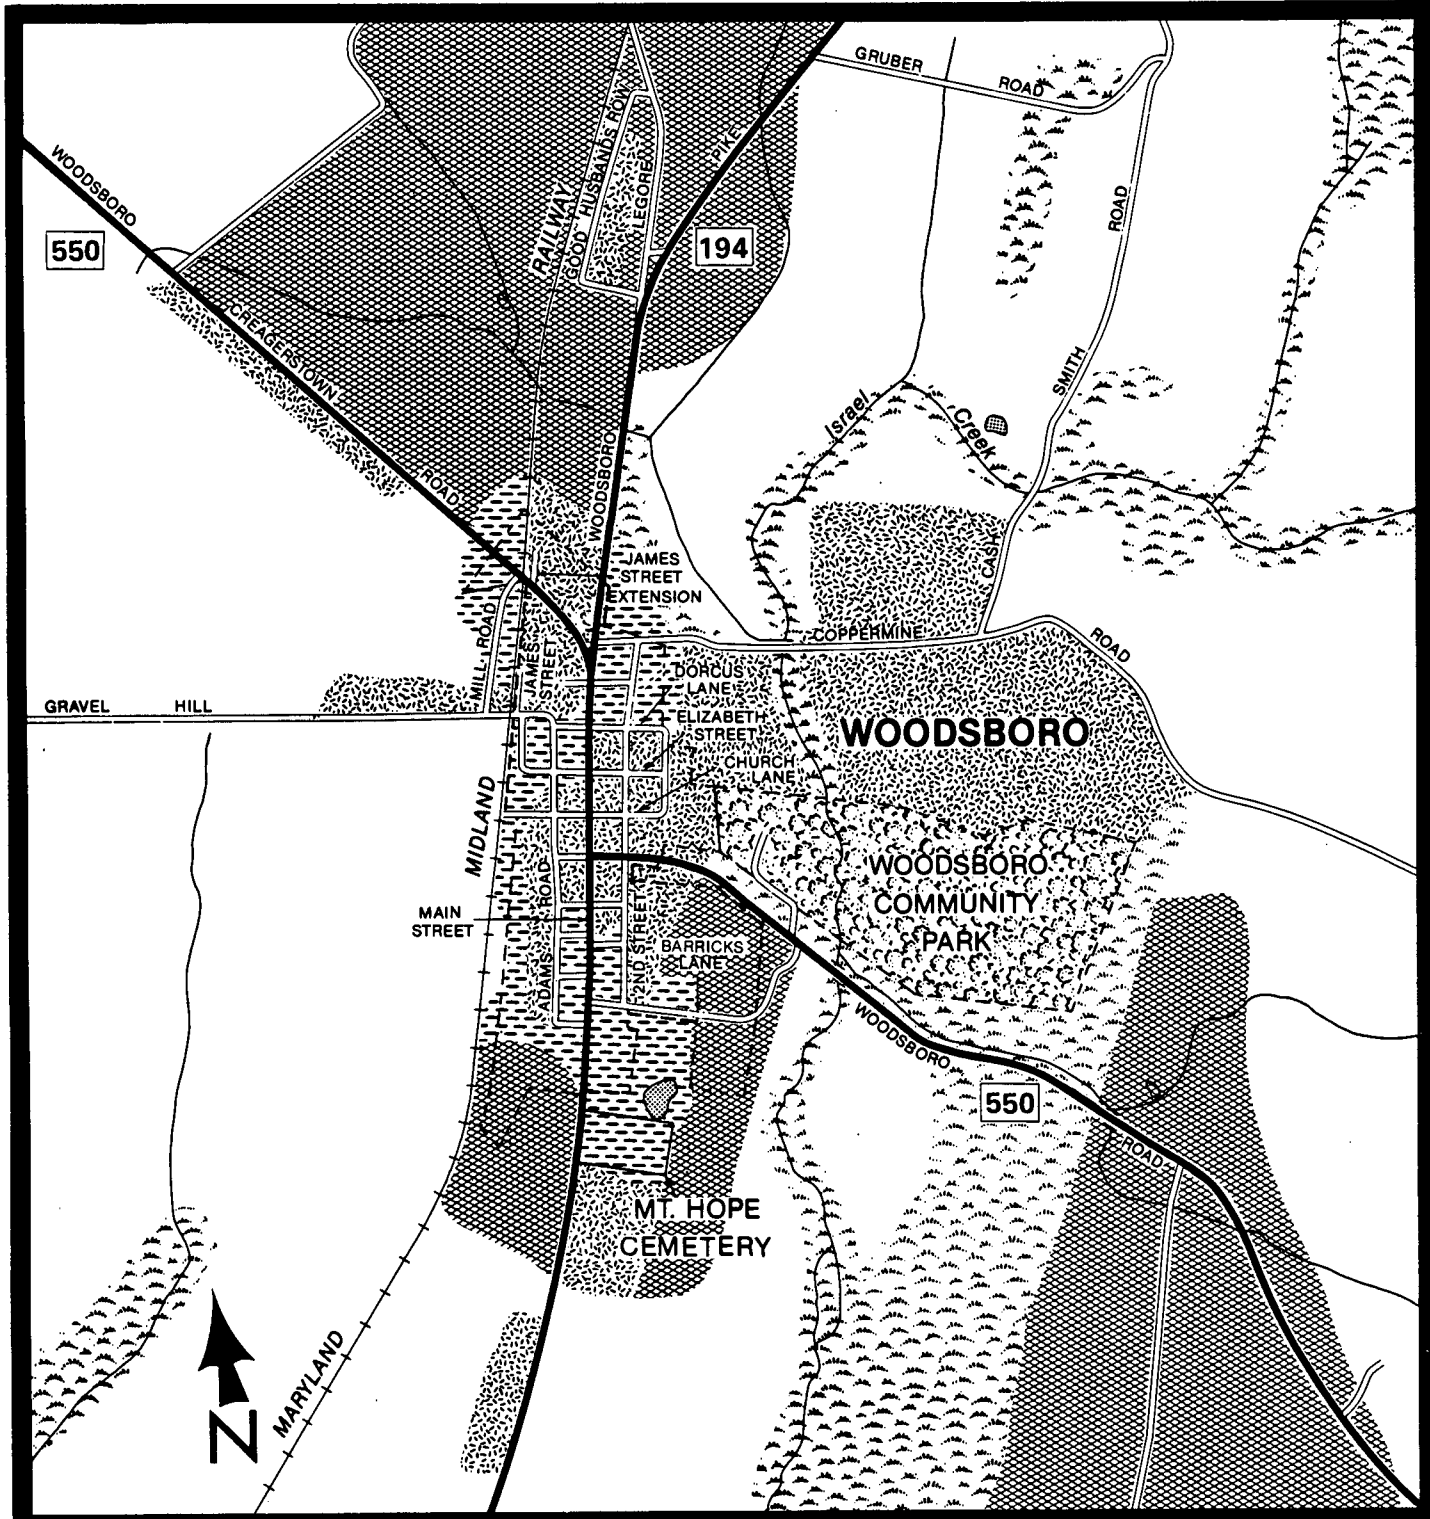 GRUBER ROAD
WOODSBORO
550
PIKE
194
RAILWAY
GOOD HUSBANDS ROW
LEGORE
ROAD
CREAGERSTOWN
SMITH
Israel
Creek
ROAD
WOODSBORO
CASH
JAMES
STREET
EXTENSION
COPPERMINE
ROAD
MILL ROAD
JAMES
STREET
DORCUS
LANE
GRAVEL HILL
ELIZABETH
STREET
WOODSBORO
CHURCH
LANE
MIDLAND
WOODSBORO
COMMUNITY
PARK
MAIN
STREET
ADAMS ROAD
2ND STREET
BARRICKS
LANE
WOODSBORO
550
ROAD
MT. HOPE
CEMETERY
MARYLAND
N